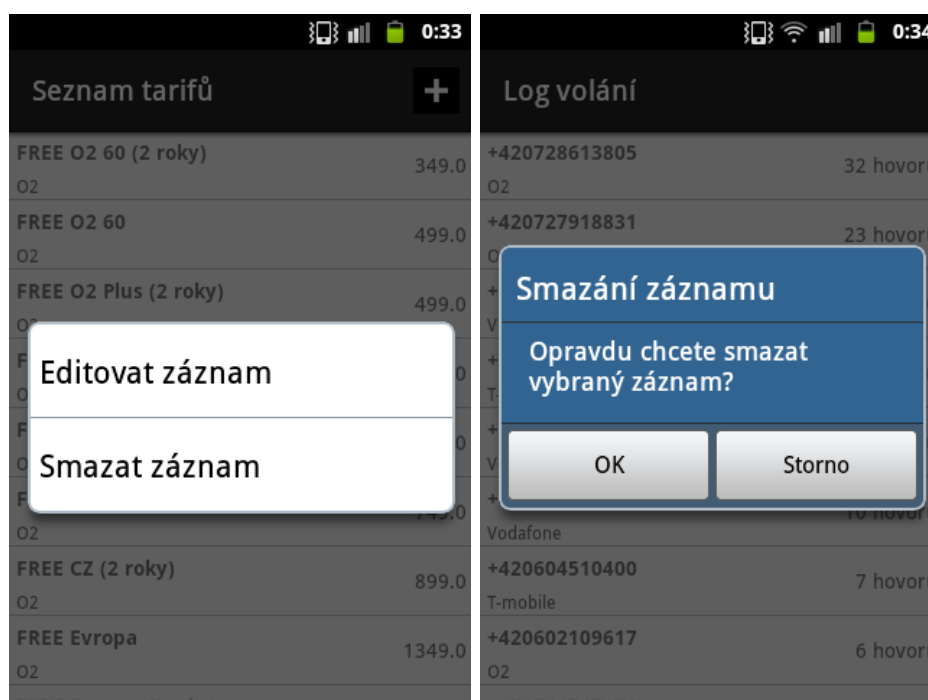 0:33
Seznam tarifů
FREE O2 60 (2 roky)
349.0
O2
FREE O2 60
499.0
O2
FREE O2 Plus (2 roky)
499.0
Editovat záznam
Smazat záznam
O2
FREE CZ (2 roky)
899.0
O2
FREE Evropa
1349.0
O2
0:34
Log volání
+420728613805
32 hovor
O2
+420727918831
23 hovor
Smazání záznamu
Opravdu chcete smazat
vybraný záznam?
OK
Storno
Vodafone
+420604510400
7 hovor
T-mobile
+420602109617
6 hovor
O2